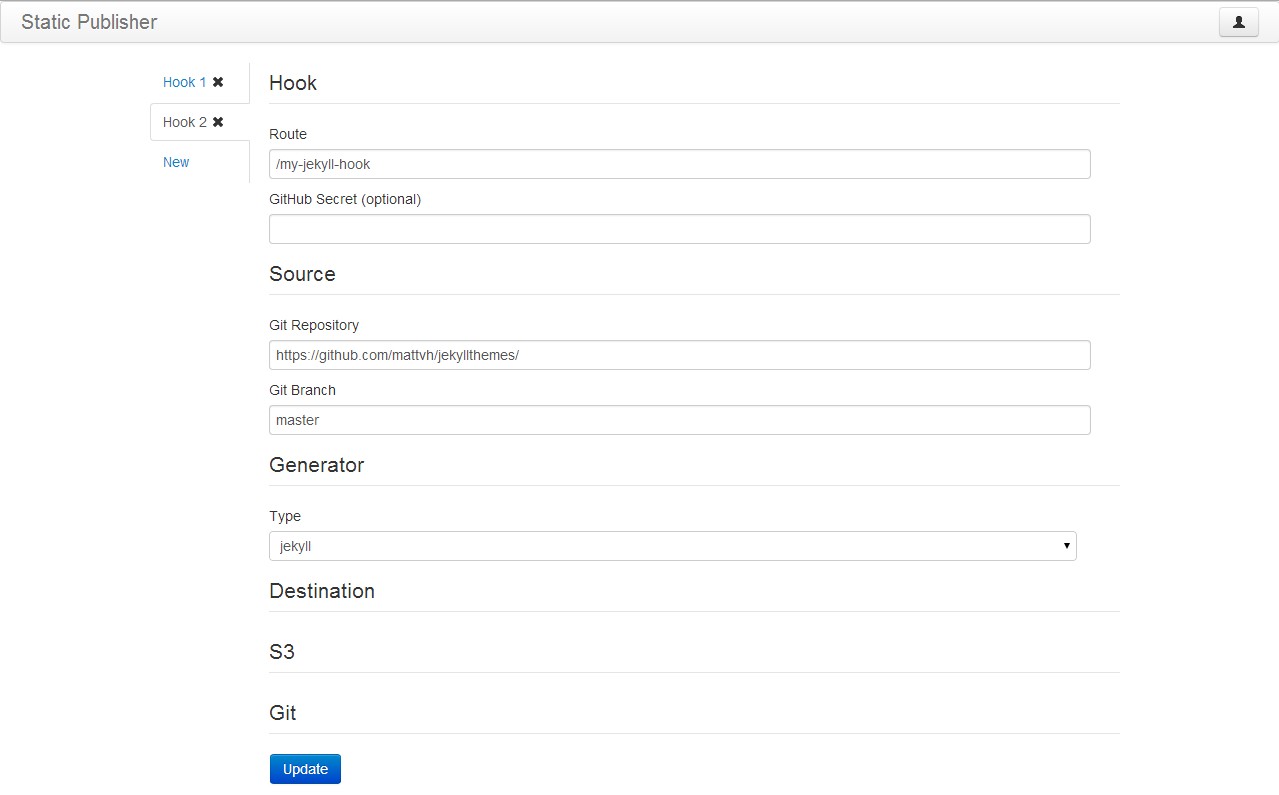 Static Publisher
Hook 1 ✖
Hook 2 ✖
New
Hook
Route
/my-jekyll-hook
GitHub Secret (optional)
Source
Git Repository
https://github.com/mattvh/jekyllthemes/
Git Branch
master
Generator
Type
jekyll
Destination
S3
Git
Update